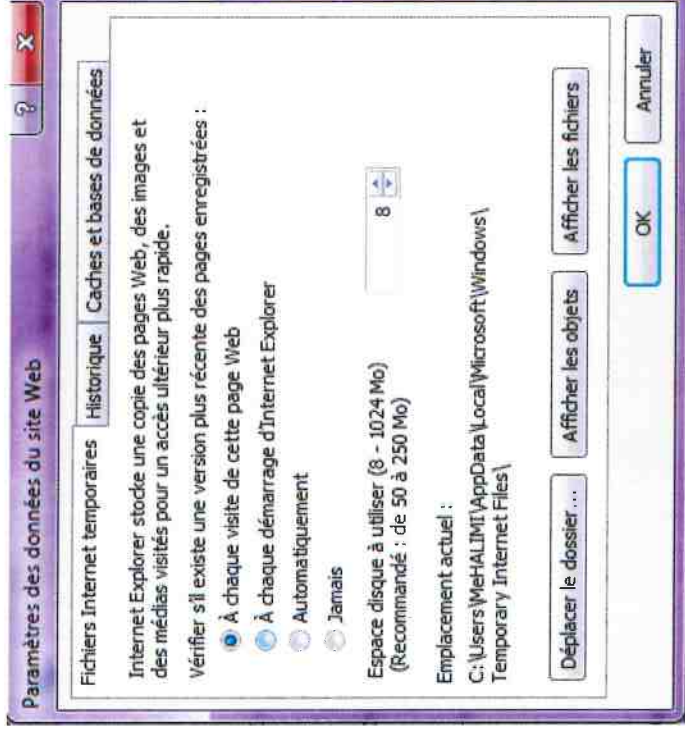 Paramètres des données du site Web
Fichiers Internet temporaires Historique Caches et bases de données
Internet Explorer stocke une copie des pages Web, des images et
des médias visités pour un accès ultérieur plus rapide.
Vérifier s'il existe une version plus récente des pages enregistrées :
À chaque visite de cette page Web
À chaque démarrage d'Internet Explorer
Automatiquement
Jamais
Espace disque à utiliser (8 - 1024 Mo) 8
(Recommandé : de 50 à 250 Mo)
Emplacement actuel :
C:\Users\MeHALIMI\AppData\Local\Microsoft\Windows\
Temporary Internet Files\
Déplacer le dossier... Afficher les objets Afficher les fichiers
OK Annuler